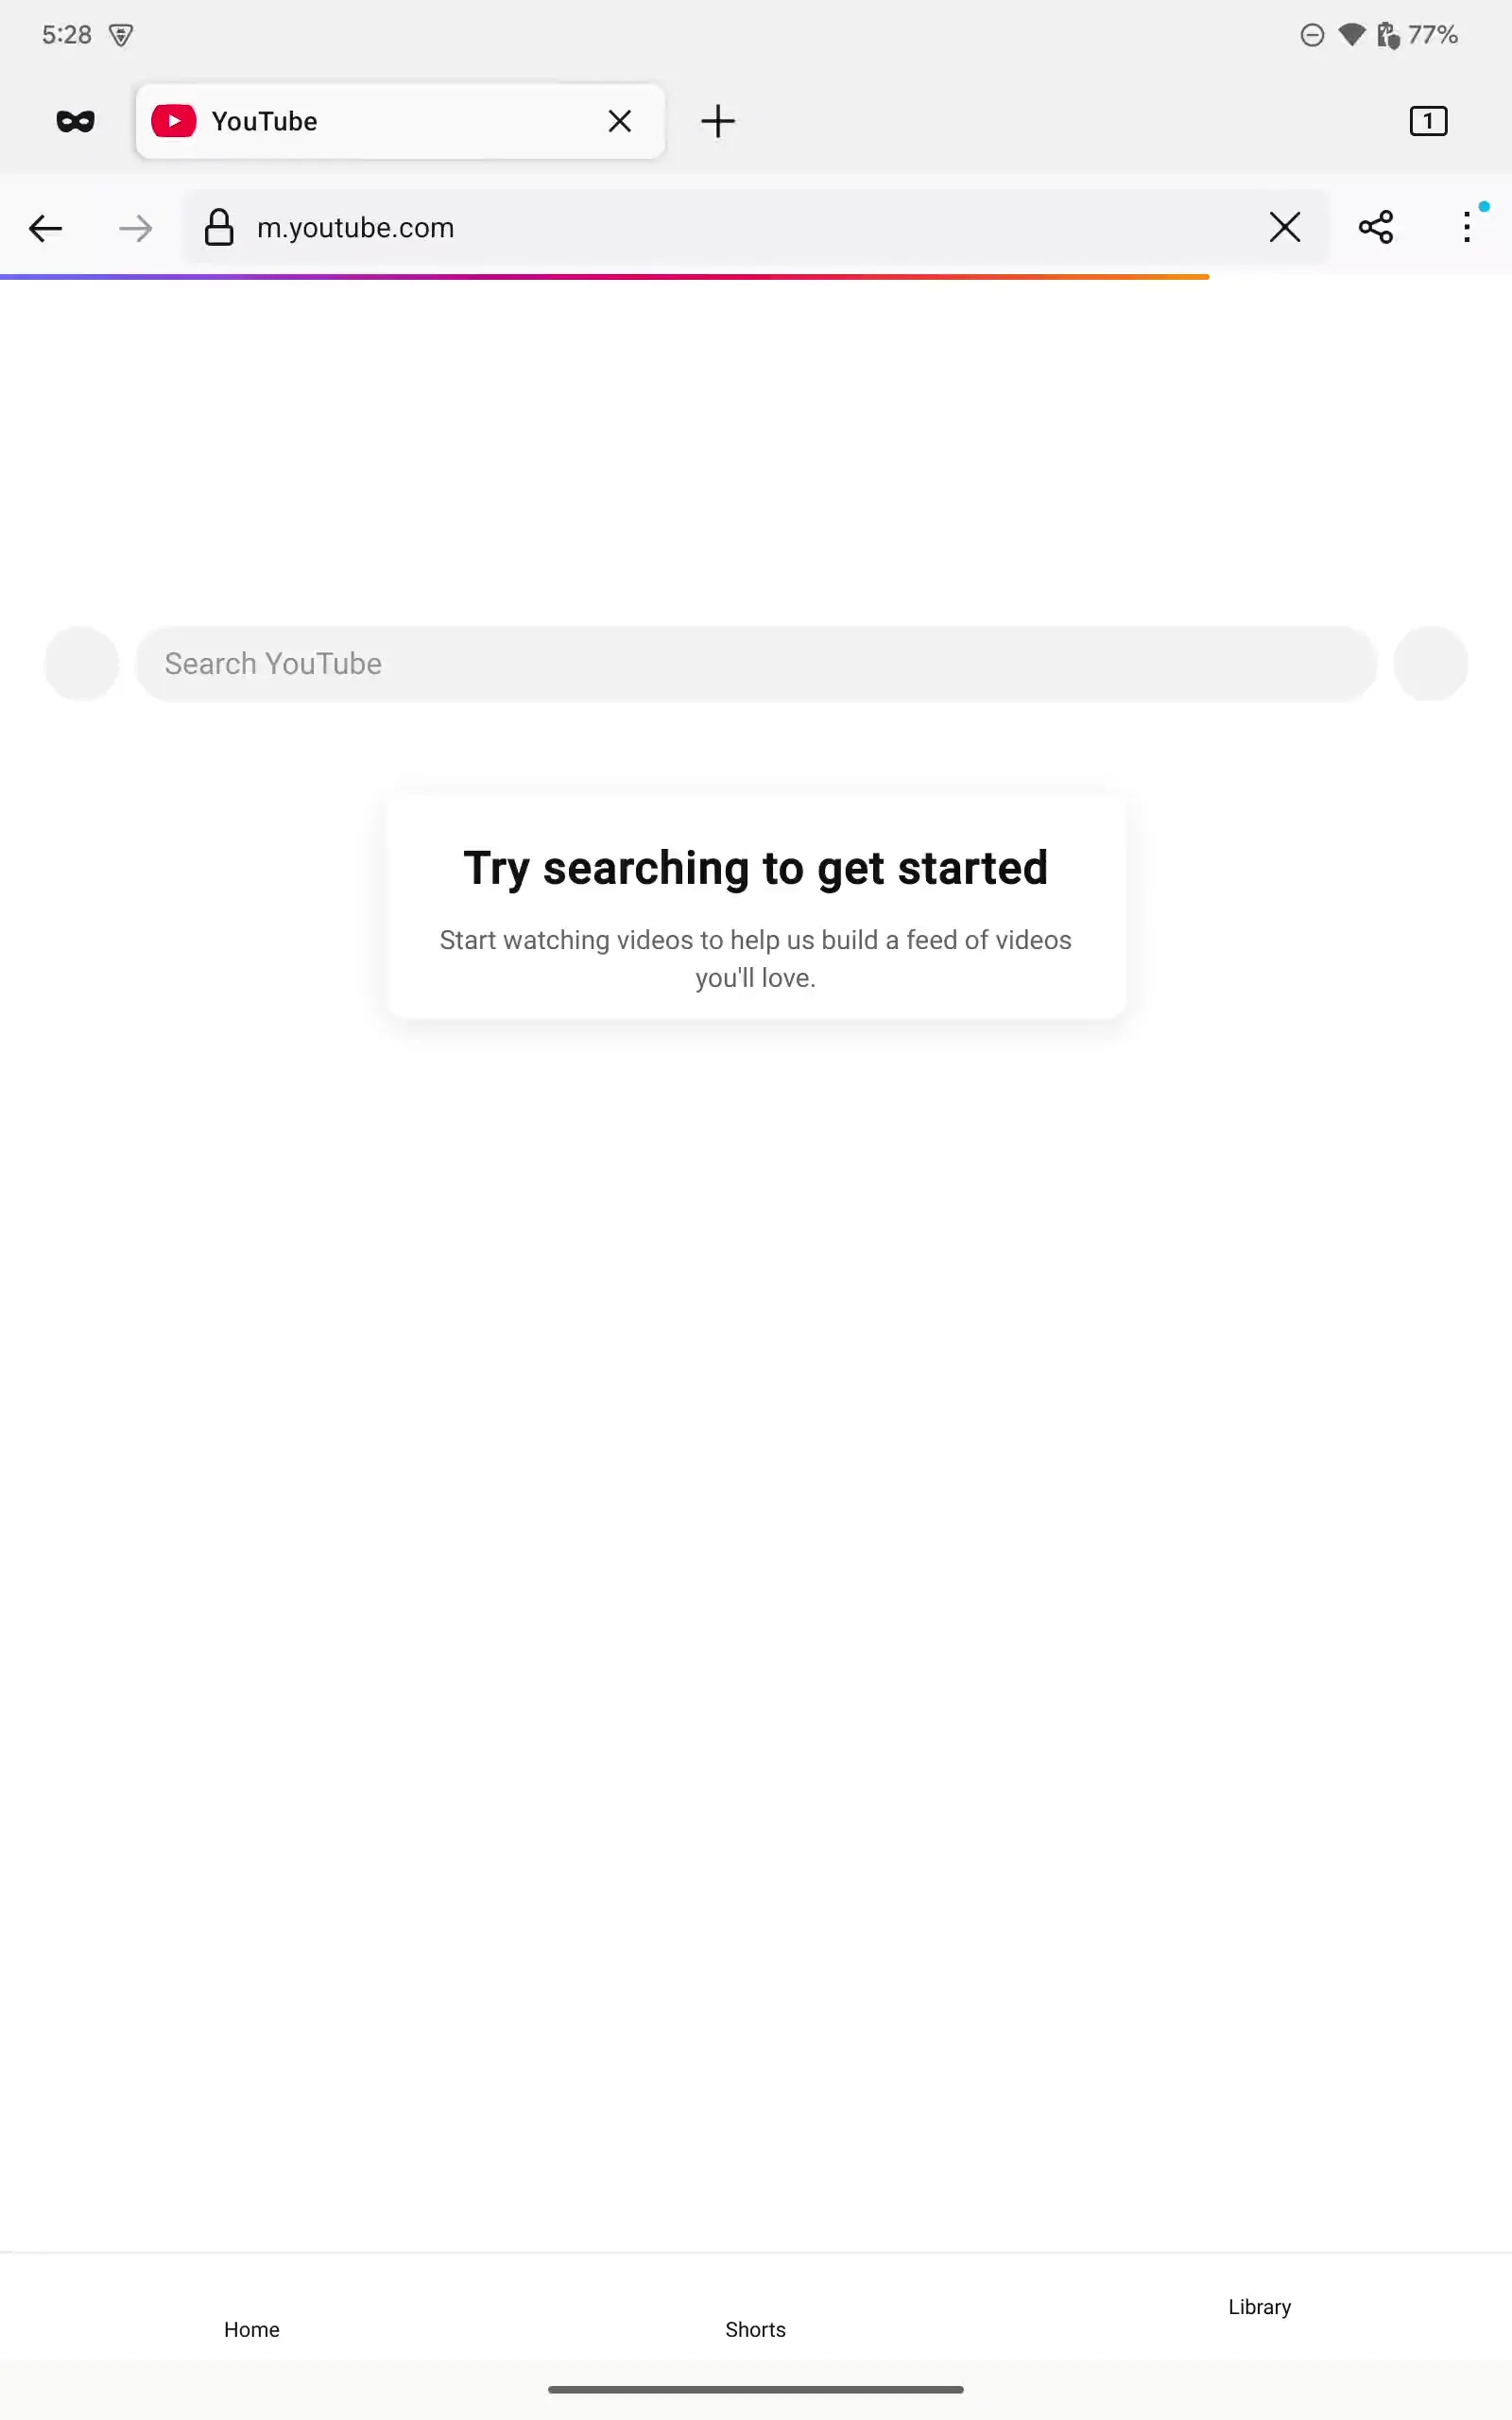 5:28
77%
YouTube
1
m.youtube.com
Search YouTube
Try searching to get started
Start watching videos to help us build a feed of videos
you'll love.
Home
Shorts
Library